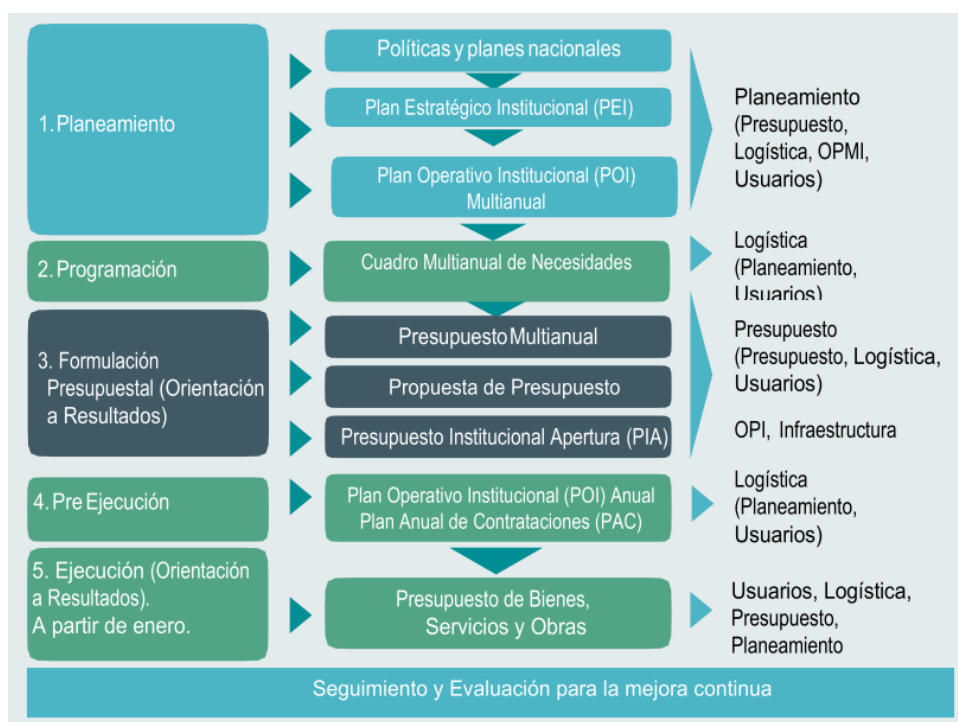 1. Planeamiento
Políticas y planes nacionales
Plan Estratégico Institucional (PEI)
Plan Operativo Institucional (POI)
Multianual
Planeamiento
(Presupuesto,
Logística, OPMI,
Usuarios)
2. Programación
Cuadro Multianual de Necesidades
Logística
(Planeamiento,
Usuarios)
3. Formulación
Presupuestal (Orientación
a Resultados)
Presupuesto Multianual
Propuesta de Presupuesto
Presupuesto Institucional Apertura (PIA)
Presupuesto
(Presupuesto, Logística,
Usuarios)
OPI, Infraestructura
4. Pre Ejecución
Plan Operativo Institucional (POI) Anual
Plan Anual de Contrataciones (PAC)
Logística
(Planeamiento,
Usuarios)
5. Ejecución (Orientación
a Resultados).
A partir de enero.
Presupuesto de Bienes,
Servicios y Obras
Usuarios, Logística,
Presupuesto,
Planeamiento
Seguimiento y Evaluación para la mejora continua